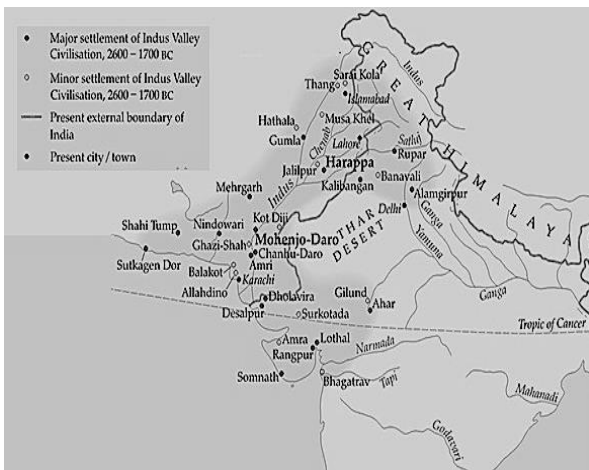 Major settlement of Indus Valley
Civilisation, 2600 – 1700 BC
Minor settlement of Indus Valley
Civilisation, 2600 – 1700 BC
Present external boundary of
India
Present city / town
GREAT HIMALAYA
Indus
Sarai Kola
Thang
Islamabad
Musa Khel
Hathala
Gumla
Chenab
Lahore
Satluj
Rupar
Jalilpur
Harappa
Banavali
Kalibangan
Alamgirpur
Mehrgarh
Indus
Delhi
Ganga
Yamuna
Kot Diji
THAR
DESERT
Shahi Tump
Nindowari
Mohenjo-Daro
Ghazi-Shah
Chanhu-Daro
Sutkagen Dor
Amri
Balakot
Karachi
Allahdino
Dholavira
Desalpur
Surkotada
Gilund
Ahar
Ganga
Tropic of Cancer
Amra
Lothal
Rangpur
Narmada
Somnath
Bhagatrav
Tapi
Mahanadi
Godavari